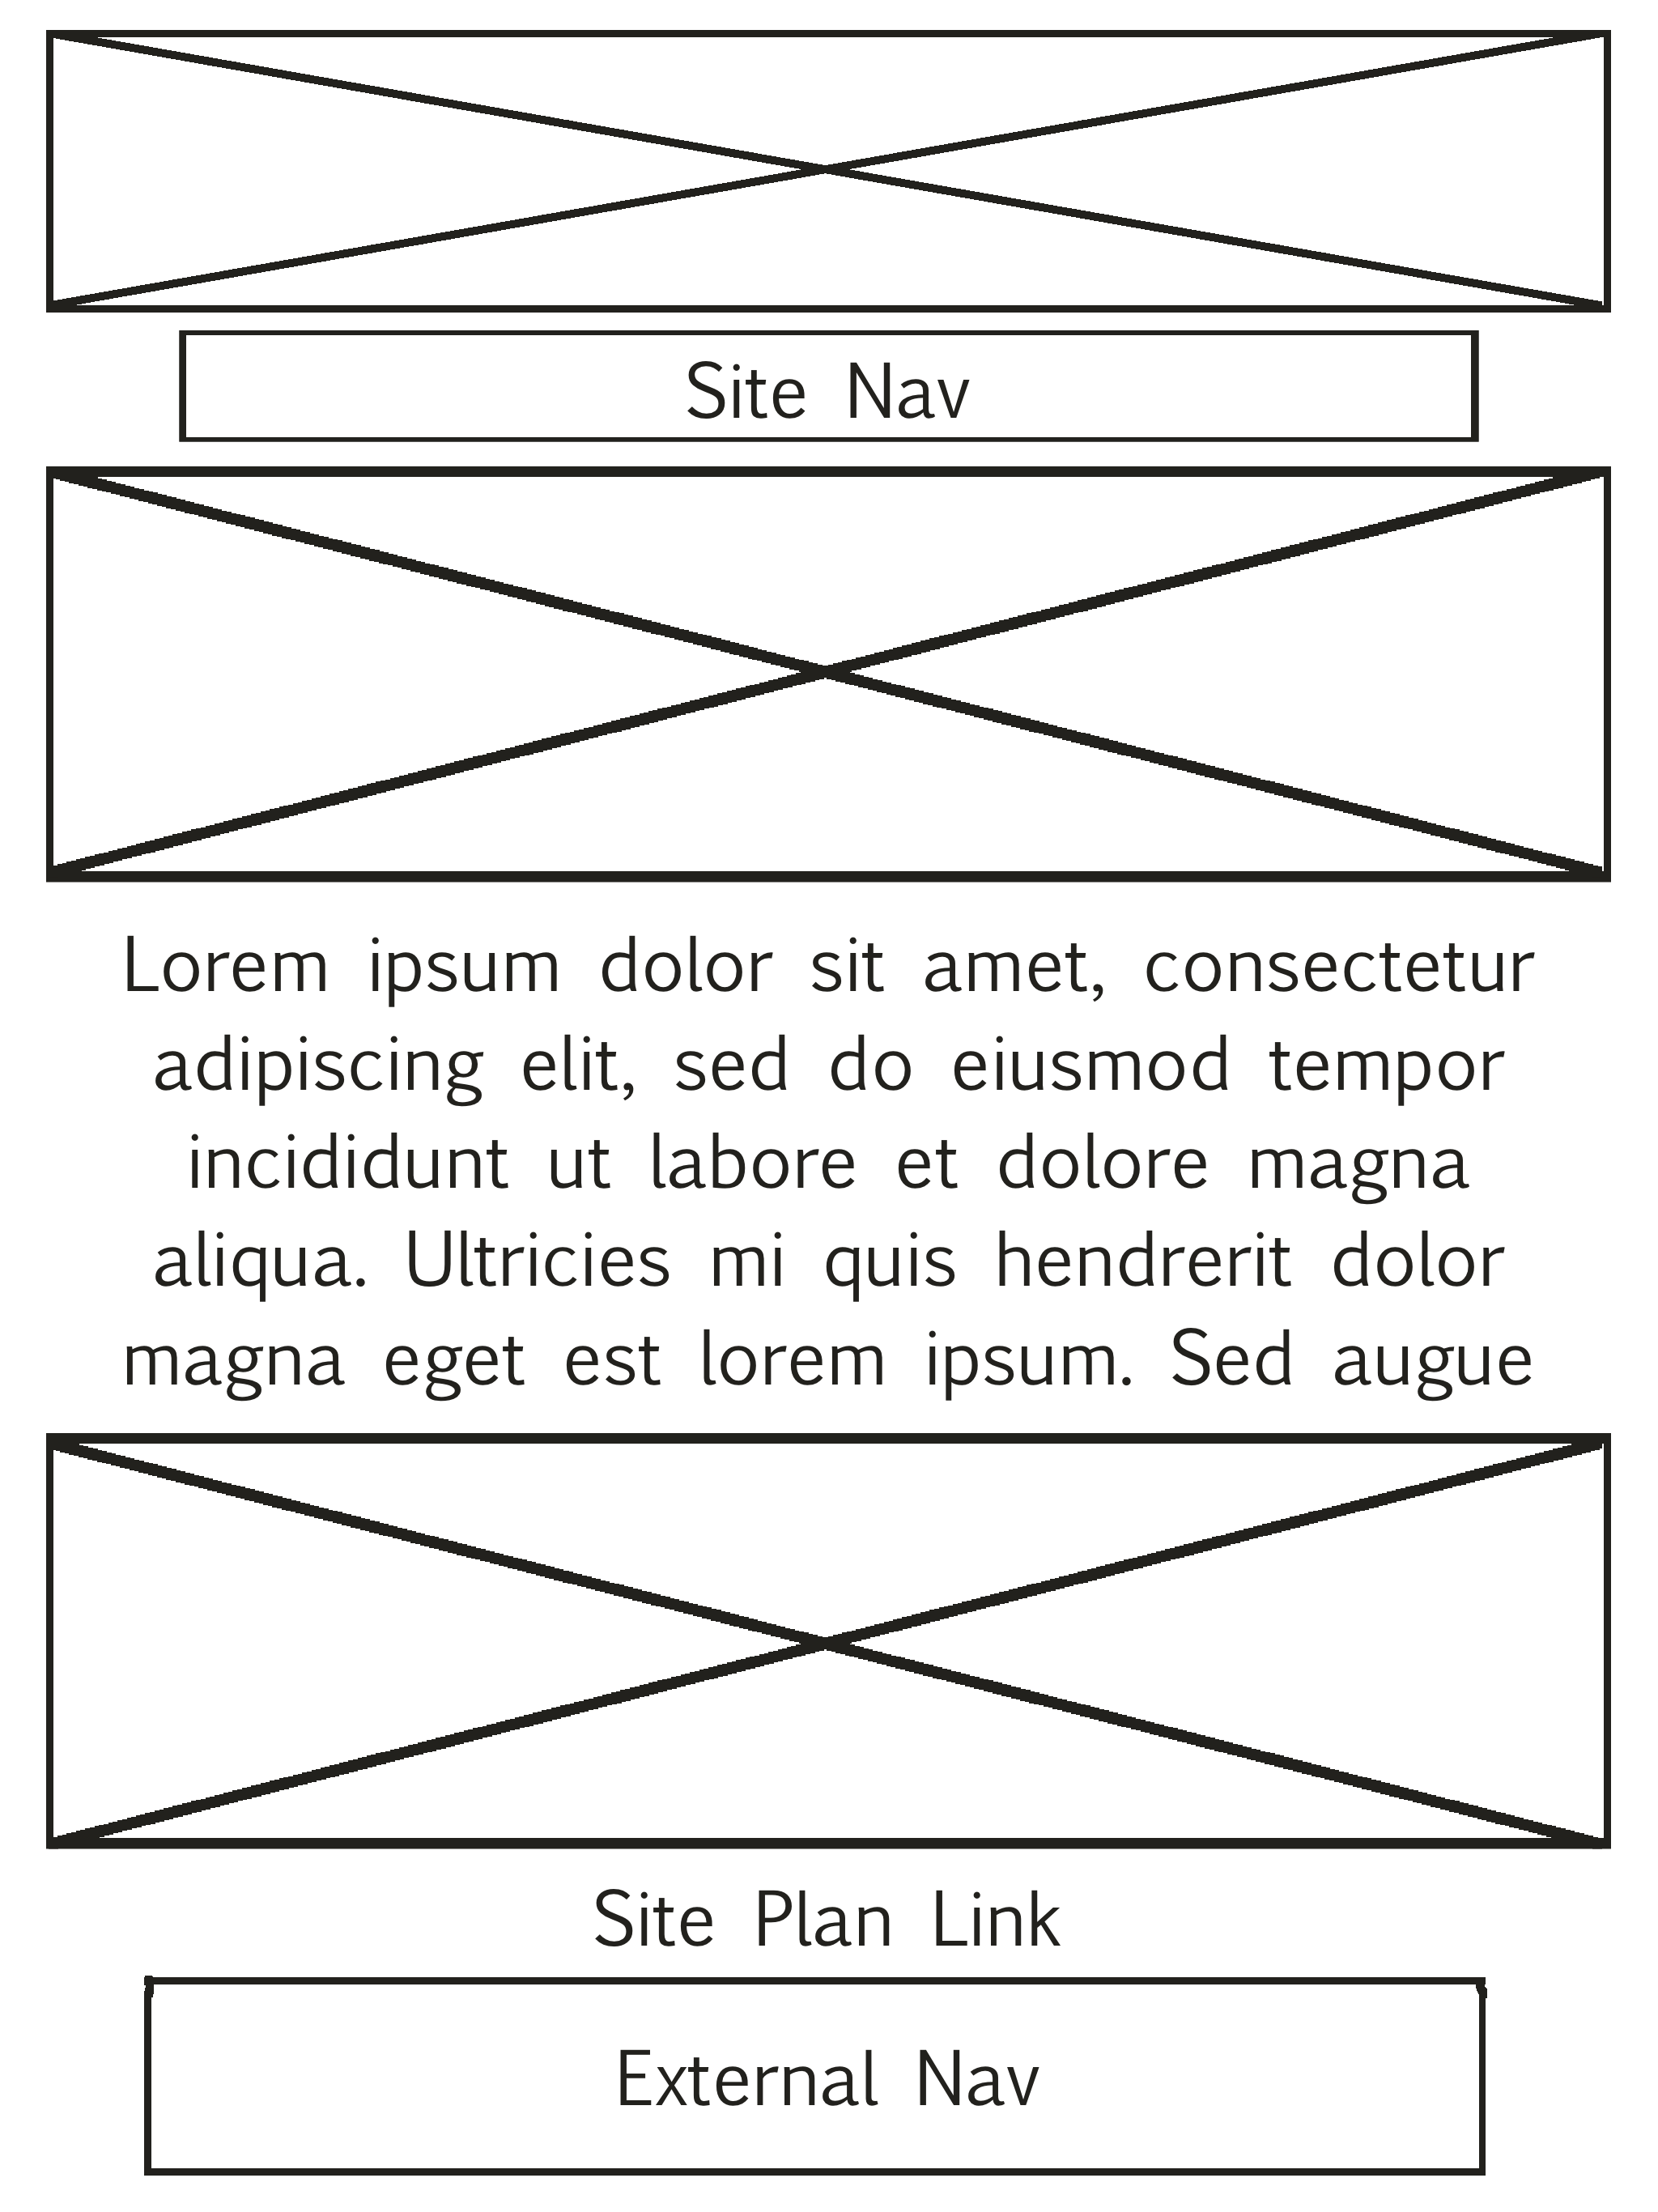 Site Nav
Lorem ipsum dolor sit amet, consectetur
adipiscing elit, sed do eiusmod tempor
incididunt ut labore et dolore magna
aliqua. Ultricies mi quis hendrerit dolor
magna eget est lorem ipsum. Sed augue
Site Plan Link
External Nav